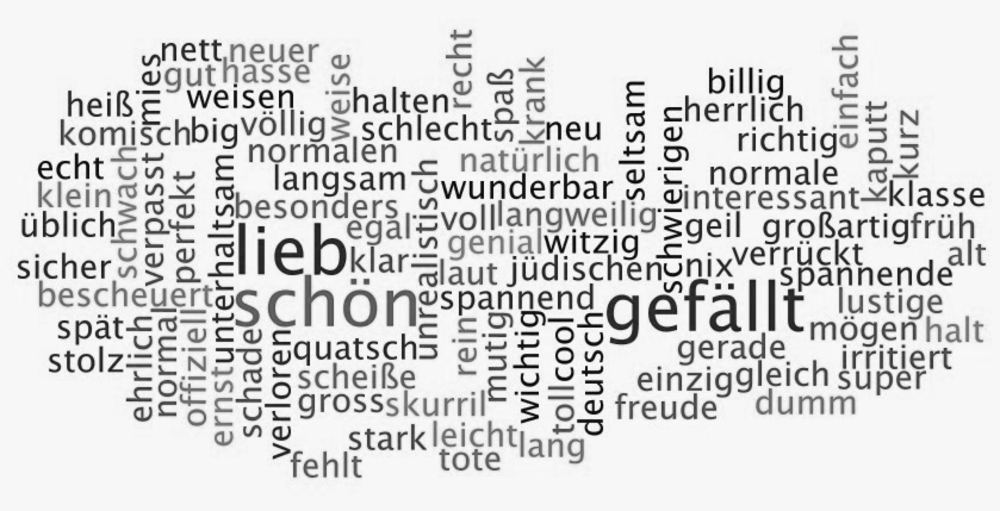 nett
neuer
mies
gut
hasse
weise
recht
spaß
krank
einfach
billig
heiß
weisen
halten
seltsam
herrlich
komisch
big
völlig
schlecht
neu
schwierigen
richtig
kaputt
kurz
normalen
natürlich
echt
schwach
verpasst
perfekt
unterhaltsam
langsam
unrealistisch
wunderbar
normale
klein
besonders
interessant
klasse
üblich
lieb
egal
voll
langweilig
geil
großartig
früh
genial
witzig
sicher
klar
laut
jüdischen
nix
verrückt
alt
spannende
bescheuert
schön
spannend
gefällt
lustige
spät
ehrlich
normal
offiziell
ernst
schade
verloren
quatsch
rein
mutig
wichtig
cool
toll
deutsch
mögen
halt
gerade
stolz
irritiert
scheiße
einzig
gleich
super
gross
skurril
freude
dumm
stark
leicht
lang
fehlt
tote